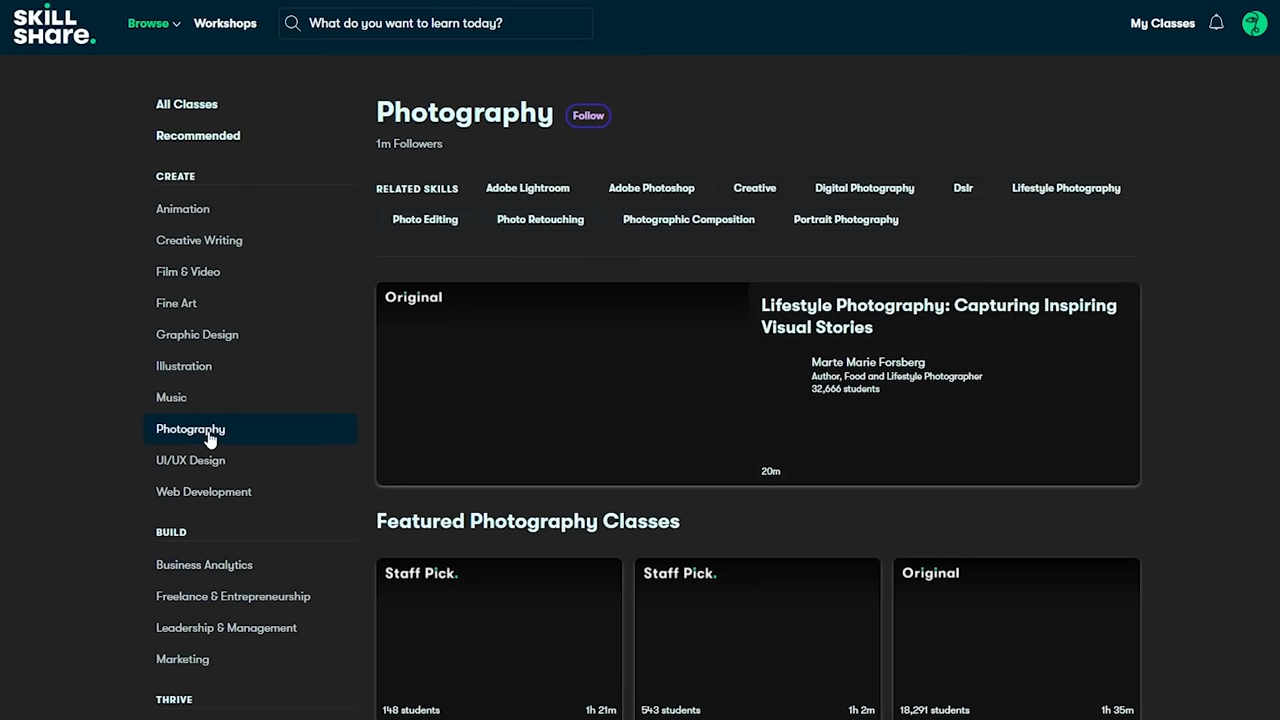 SKILL
SHARE.
Browse
Workshops
What do you want to learn today?
My Classes
All Classes
Recommended
CREATE
Animation
Creative Writing
Film & Video
Fine Art
Graphic Design
Illustration
Music
Photography
UI/UX Design
Web Development
BUILD
Business Analytics
Freelance & Entrepreneurship
Leadership & Management
Marketing
THRIVE
Photography
Follow
1m Followers
RELATED SKILLS
Adobe Lightroom
Adobe Photoshop
Creative
Digital Photography
Dslr
Lifestyle Photography
Photo Editing
Photo Retouching
Photographic Composition
Portrait Photography
Original
Lifestyle Photography: Capturing Inspiring
Visual Stories
Marte Marie Forsberg
Author, Food and Lifestyle Photographer
32,666 students
20m
Featured Photography Classes
Staff Pick.
148 students
1h 21m
Staff Pick.
543 students
1h 2m
Original
18,291 students
1h 35m